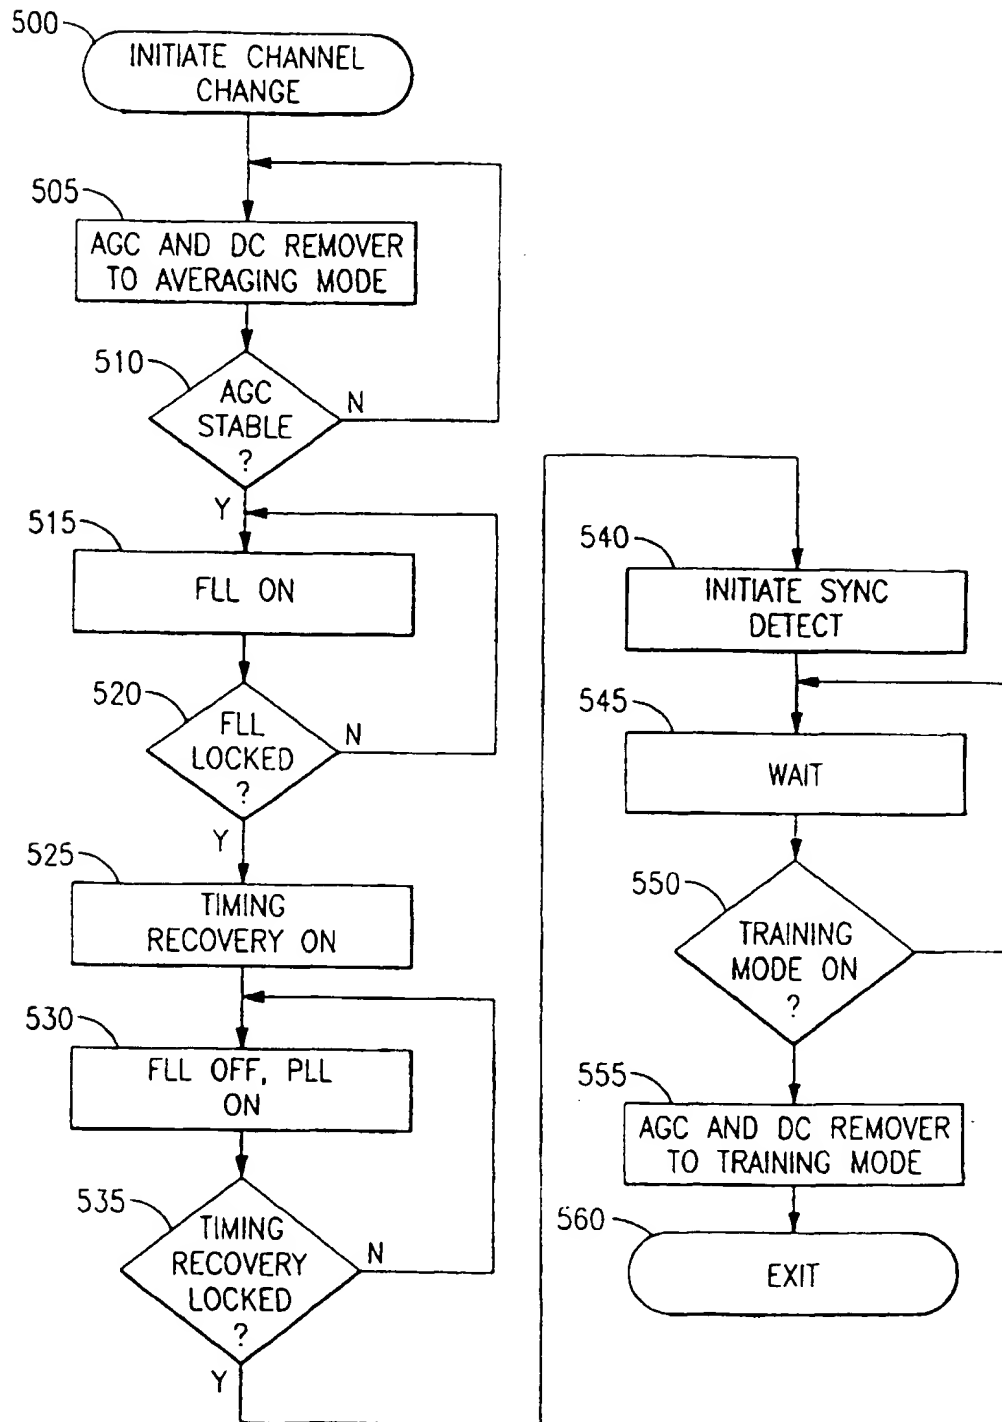 500
INITIATE CHANNEL
CHANGE
505
AGC AND DC REMOVER
TO AVERAGING MODE
510
AGC
STABLE
?
N
Y
515
FLL ON
520
FLL
LOCKED
?
N
Y
525
TIMING
RECOVERY ON
530
FLL OFF, PLL
ON
535
TIMING
RECOVERY
LOCKED
?
N
Y
540
INITIATE SYNC
DETECT
545
WAIT
550
TRAINING
MODE ON
?
555
AGC AND DC REMOVER
TO TRAINING MODE
560
EXIT